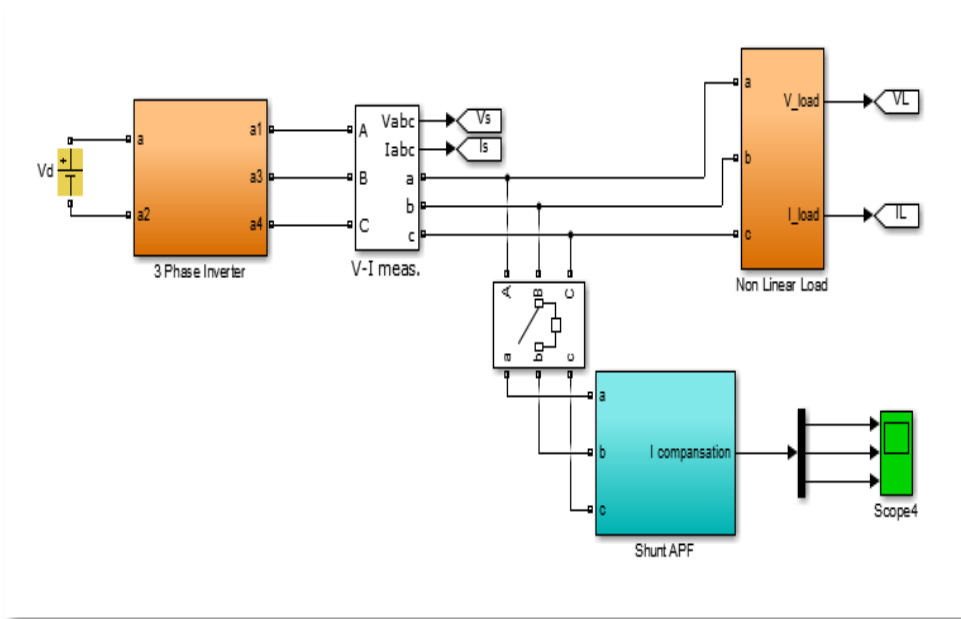 Vd
+
a
a2
a1
a3
a4
3 Phase Inverter
A
B
C
Vabc
Iabc
a
b
c
V-I meas.
Vs
Is
a
b
c
V_load
I_load
Non Linear Load
VL
IL
A
B
C
a
b
c
a
b
c
I compansation
Shunt APF
Scope4